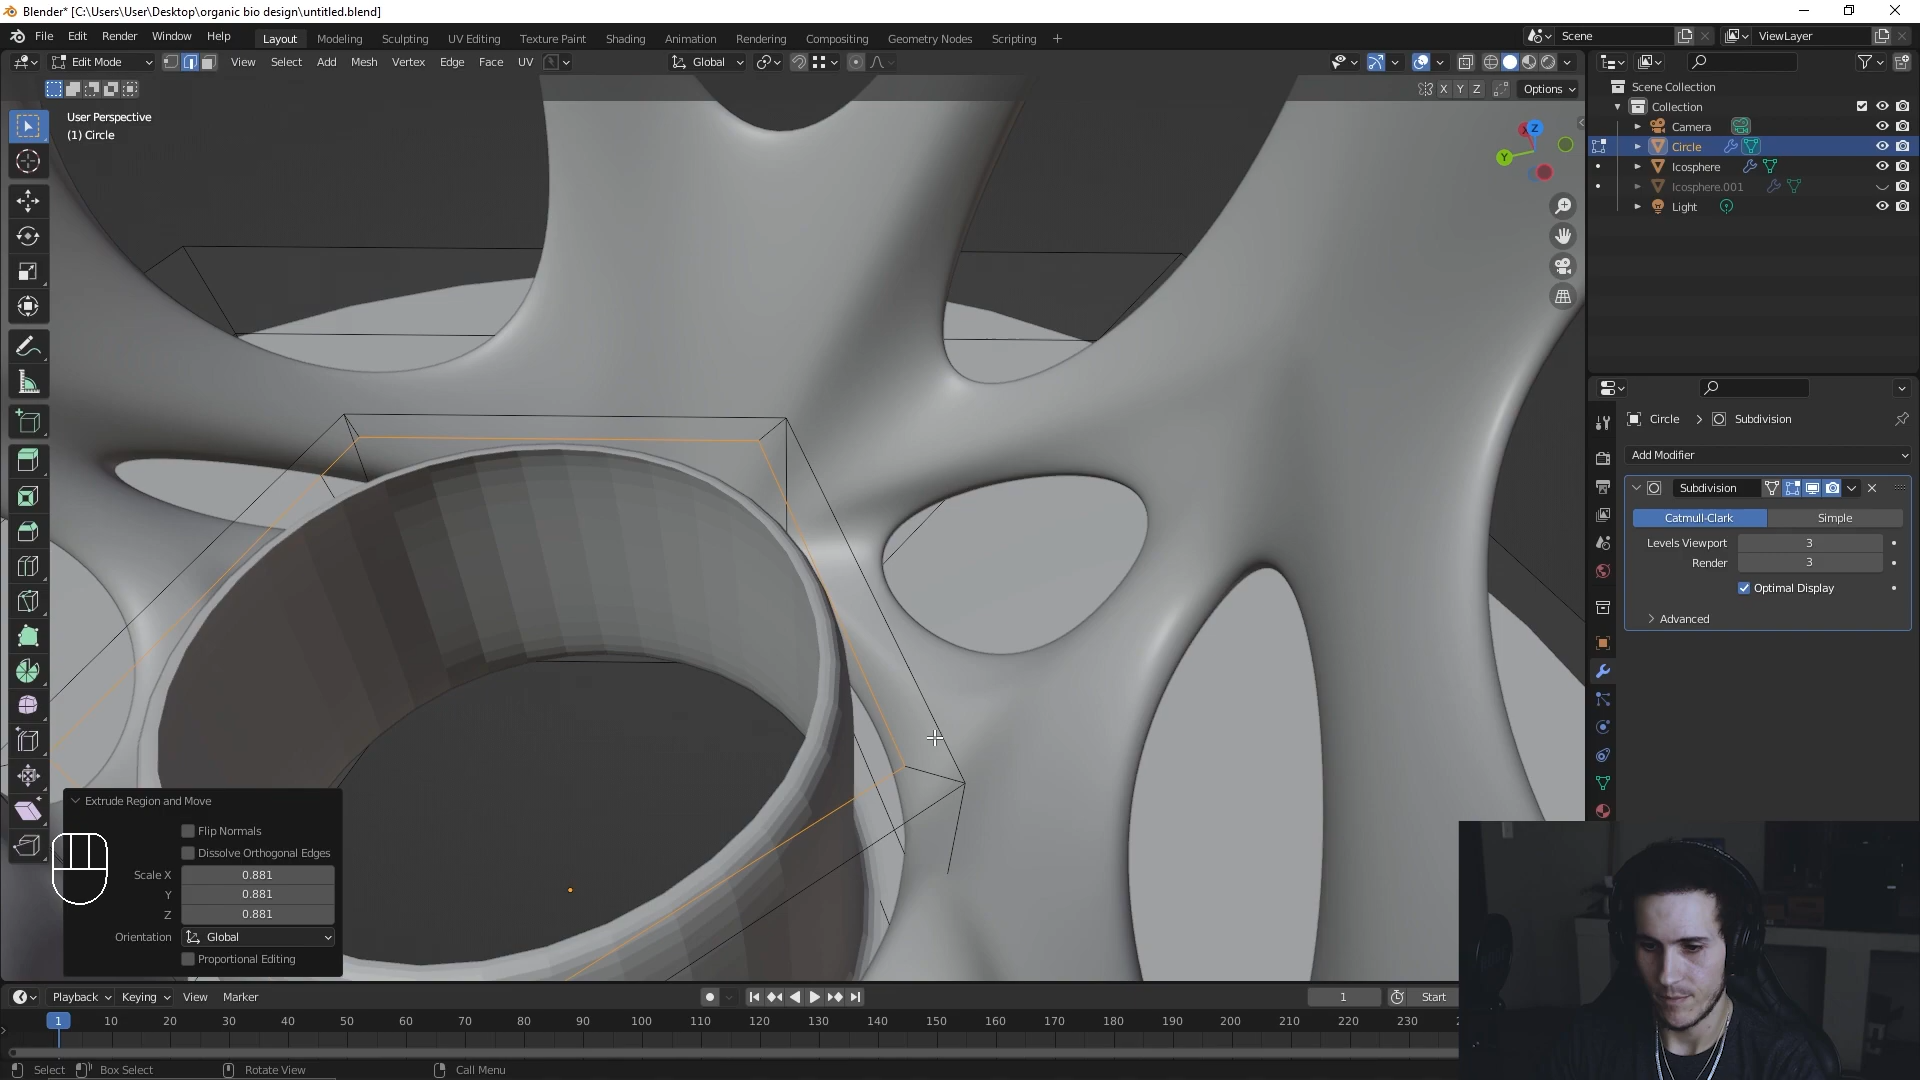 Blender* [C:\Users\User\Desktop\organic bio design\untitled.blend]
File Edit Render Window Help
Layout Modeling Sculpting UV Editing Texture Paint Shading Animation Rendering Compositing Geometry Nodes Scripting +
Scene
ViewLayer
Edit Mode
View Select Add Mesh Vertex Edge Face UV
Global
X Y Z
Options
User Perspective
(1) Circle
Z
X
Y
Scene Collection
Collection
Camera
Circle
Icosphere
Icosphere.001
Light
Circle > Subdivision
Add Modifier
Subdivision
Catmull-Clark Simple
Levels Viewport 3
Render 3
Optimal Display
Advanced
Extrude Region and Move
Flip Normals
Dissolve Orthogonal Edges
Scale X 0.881
Y 0.881
Z 0.881
Orientation Global
Proportional Editing
Playback Keying View Marker
1
Start
1 10 20 30 40 50 60 70 80 90 100 110 120 130 140 150 160 170 180 190 200 210 220 230
Select Box Select Rotate View Call Menu